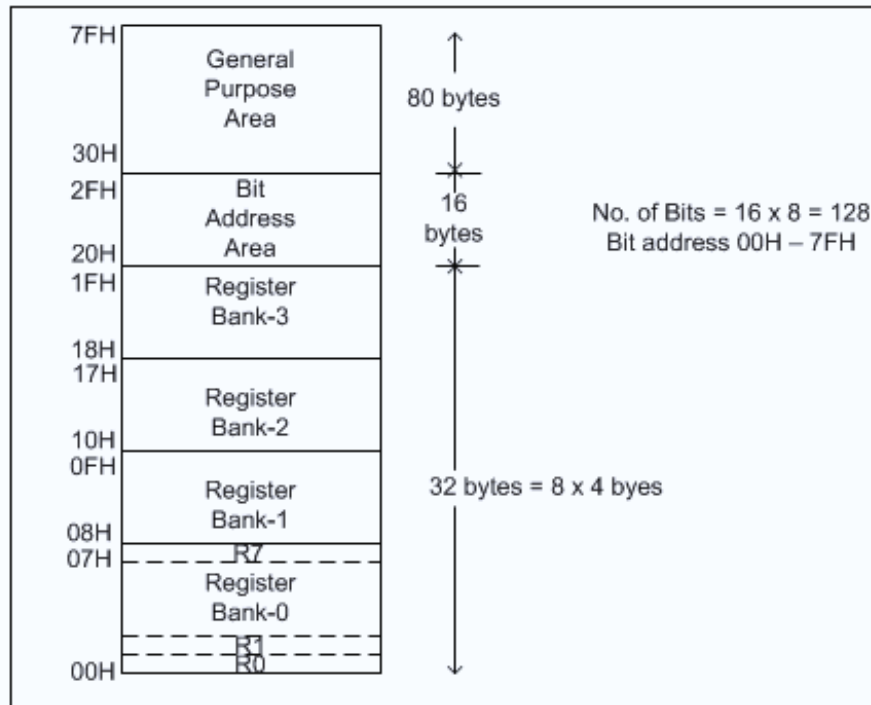 7FH
General
Purpose
Area
80 bytes
30H
2FH
Bit
Address
Area
16
bytes
No. of Bits = 16 x 8 = 128
Bit address 00H – 7FH
20H
1FH
Register
Bank-3
18H
17H
Register
Bank-2
10H
0FH
Register
Bank-1
32 bytes = 8 x 4 byes
08H
07H
R7
Register
Bank-0
R1
R0
00H